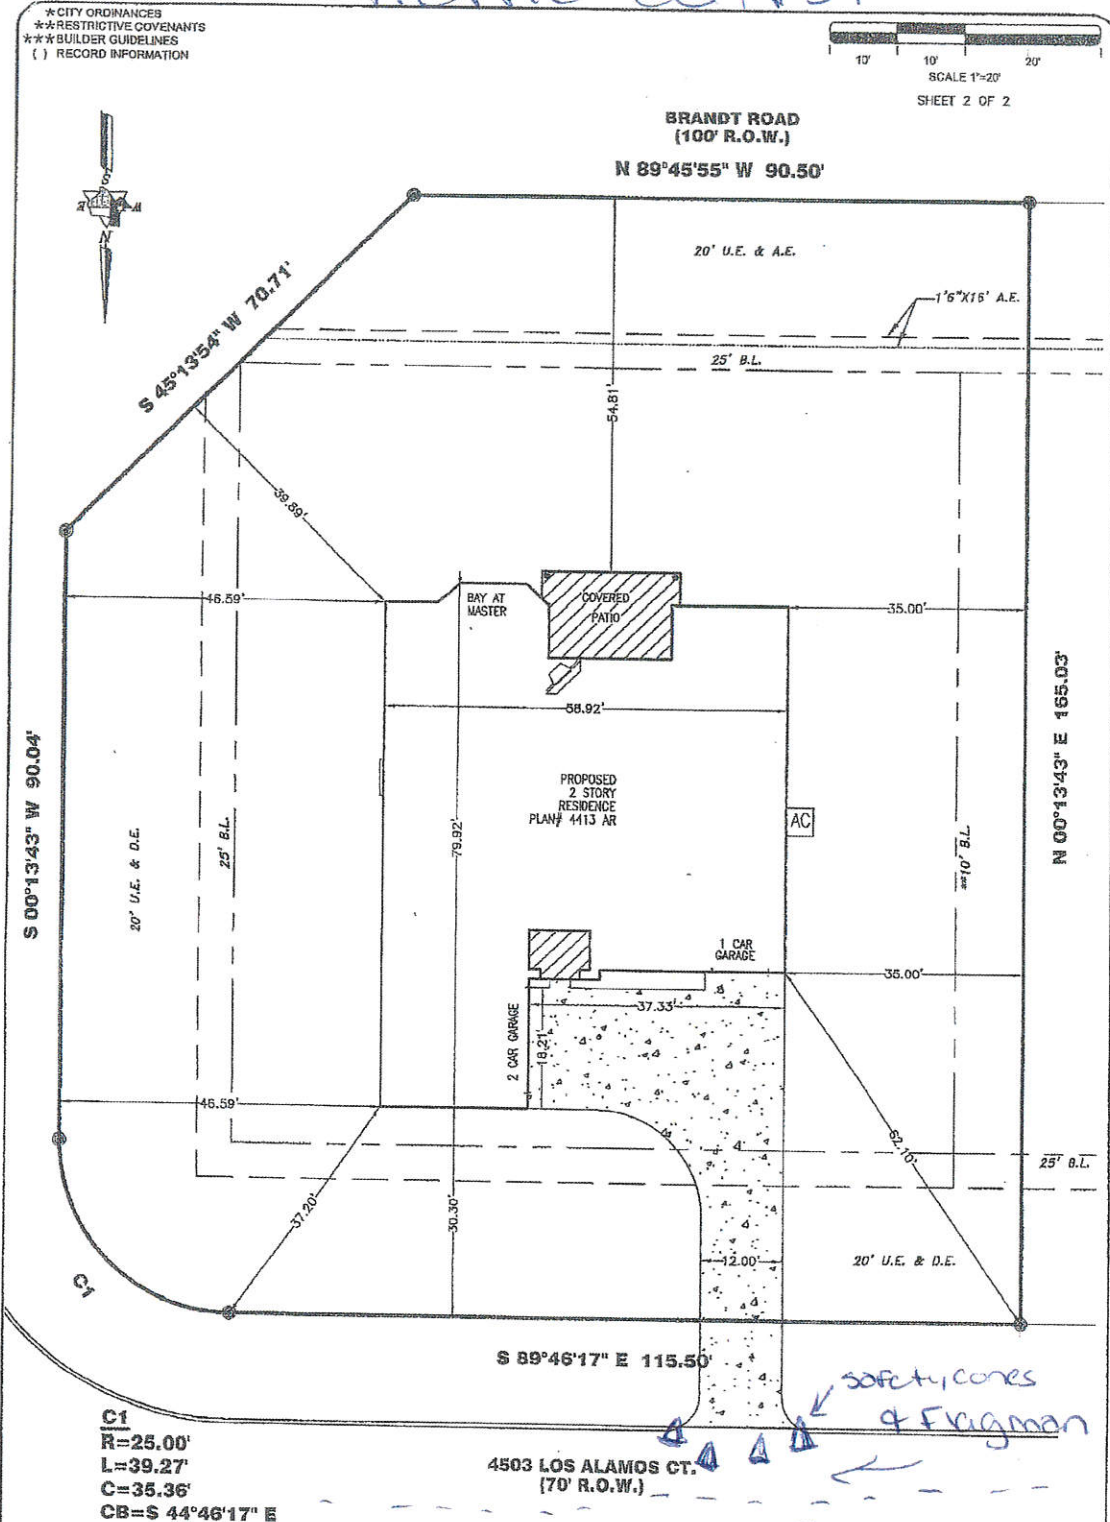 *CITY ORDINANCES
**RESTRICTIVE COVENANTS
***BUILDER GUIDELINES
( ) RECORD INFORMATION
10' 10' 20'
SCALE 1"=20'
SHEET 2 OF 2
BRANDT ROAD
(100' R.O.W.)
N 89°45'55" W 90.50'
S
E W
N
20' U.E. & A.E.
1'6"X16' A.E.
25' B.L.
S 45°13'54" W 70.71'
54.81'
39.89'
46.59'
BAY AT
MASTER
COVERED
PATIO
35.00'
58.92'
N 00°13'43" E 165.03'
S 00°13'43" W 90.04'
20' U.E. & D.E.
25' B.L.
79.92'
PROPOSED
2 STORY
RESIDENCE
PLAN# 4413 AR
AC
**10' B.L.
1 CAR
GARAGE
35.00'
37.33'
2 CAR GARAGE
18.21'
46.59'
62.10'
25' B.L.
37.20'
30.30'
12.00'
20' U.E. & D.E.
C1
S 89°46'17" E 115.50'
safety cones
& Flagman
C1
R=25.00'
L=39.27'
C=35.36'
CB=S 44°46'17" E
4503 LOS ALAMOS CT.
(70' R.O.W.)